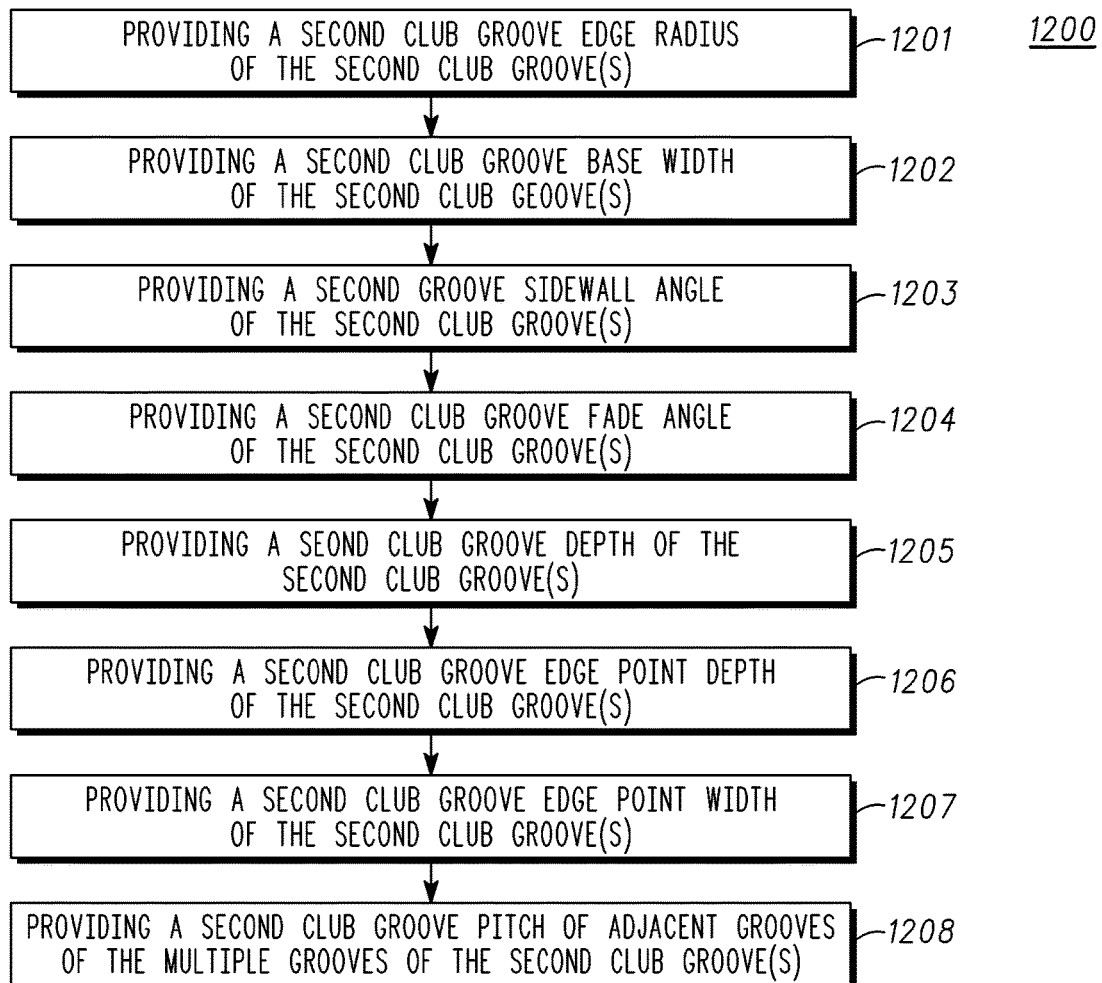 PROVIDING A SECOND CLUB GROOVE EDGE RADIUS
OF THE SECOND CLUB GROOVE(S)
1201
1200
PROVIDING A SECOND CLUB GROOVE BASE WIDTH
OF THE SECOND CLUB GEOOVE(S)
1202
PROVIDING A SECOND GROOVE SIDEWALL ANGLE
OF THE SECOND CLUB GROOVE(S)
1203
PROVIDING A SECOND CLUB GROOVE FADE ANGLE
OF THE SECOND CLUB GROOVE(S)
1204
PROVIDING A SEOND CLUB GROOVE DEPTH OF THE
SECOND CLUB GROOVE(S)
1205
PROVIDING A SECOND CLUB GROOVE EDGE POINT DEPTH
OF THE SECOND CLUB GROOVE(S)
1206
PROVIDING A SECOND CLUB GROOVE EDGE POINT WIDTH
OF THE SECOND CLUB GROOVE(S)
1207
PROVIDING A SECOND CLUB GROOVE PITCH OF ADJACENT GROOVES
OF THE MULTIPLE GROOVES OF THE SECOND CLUB GROOVE(S)
1208